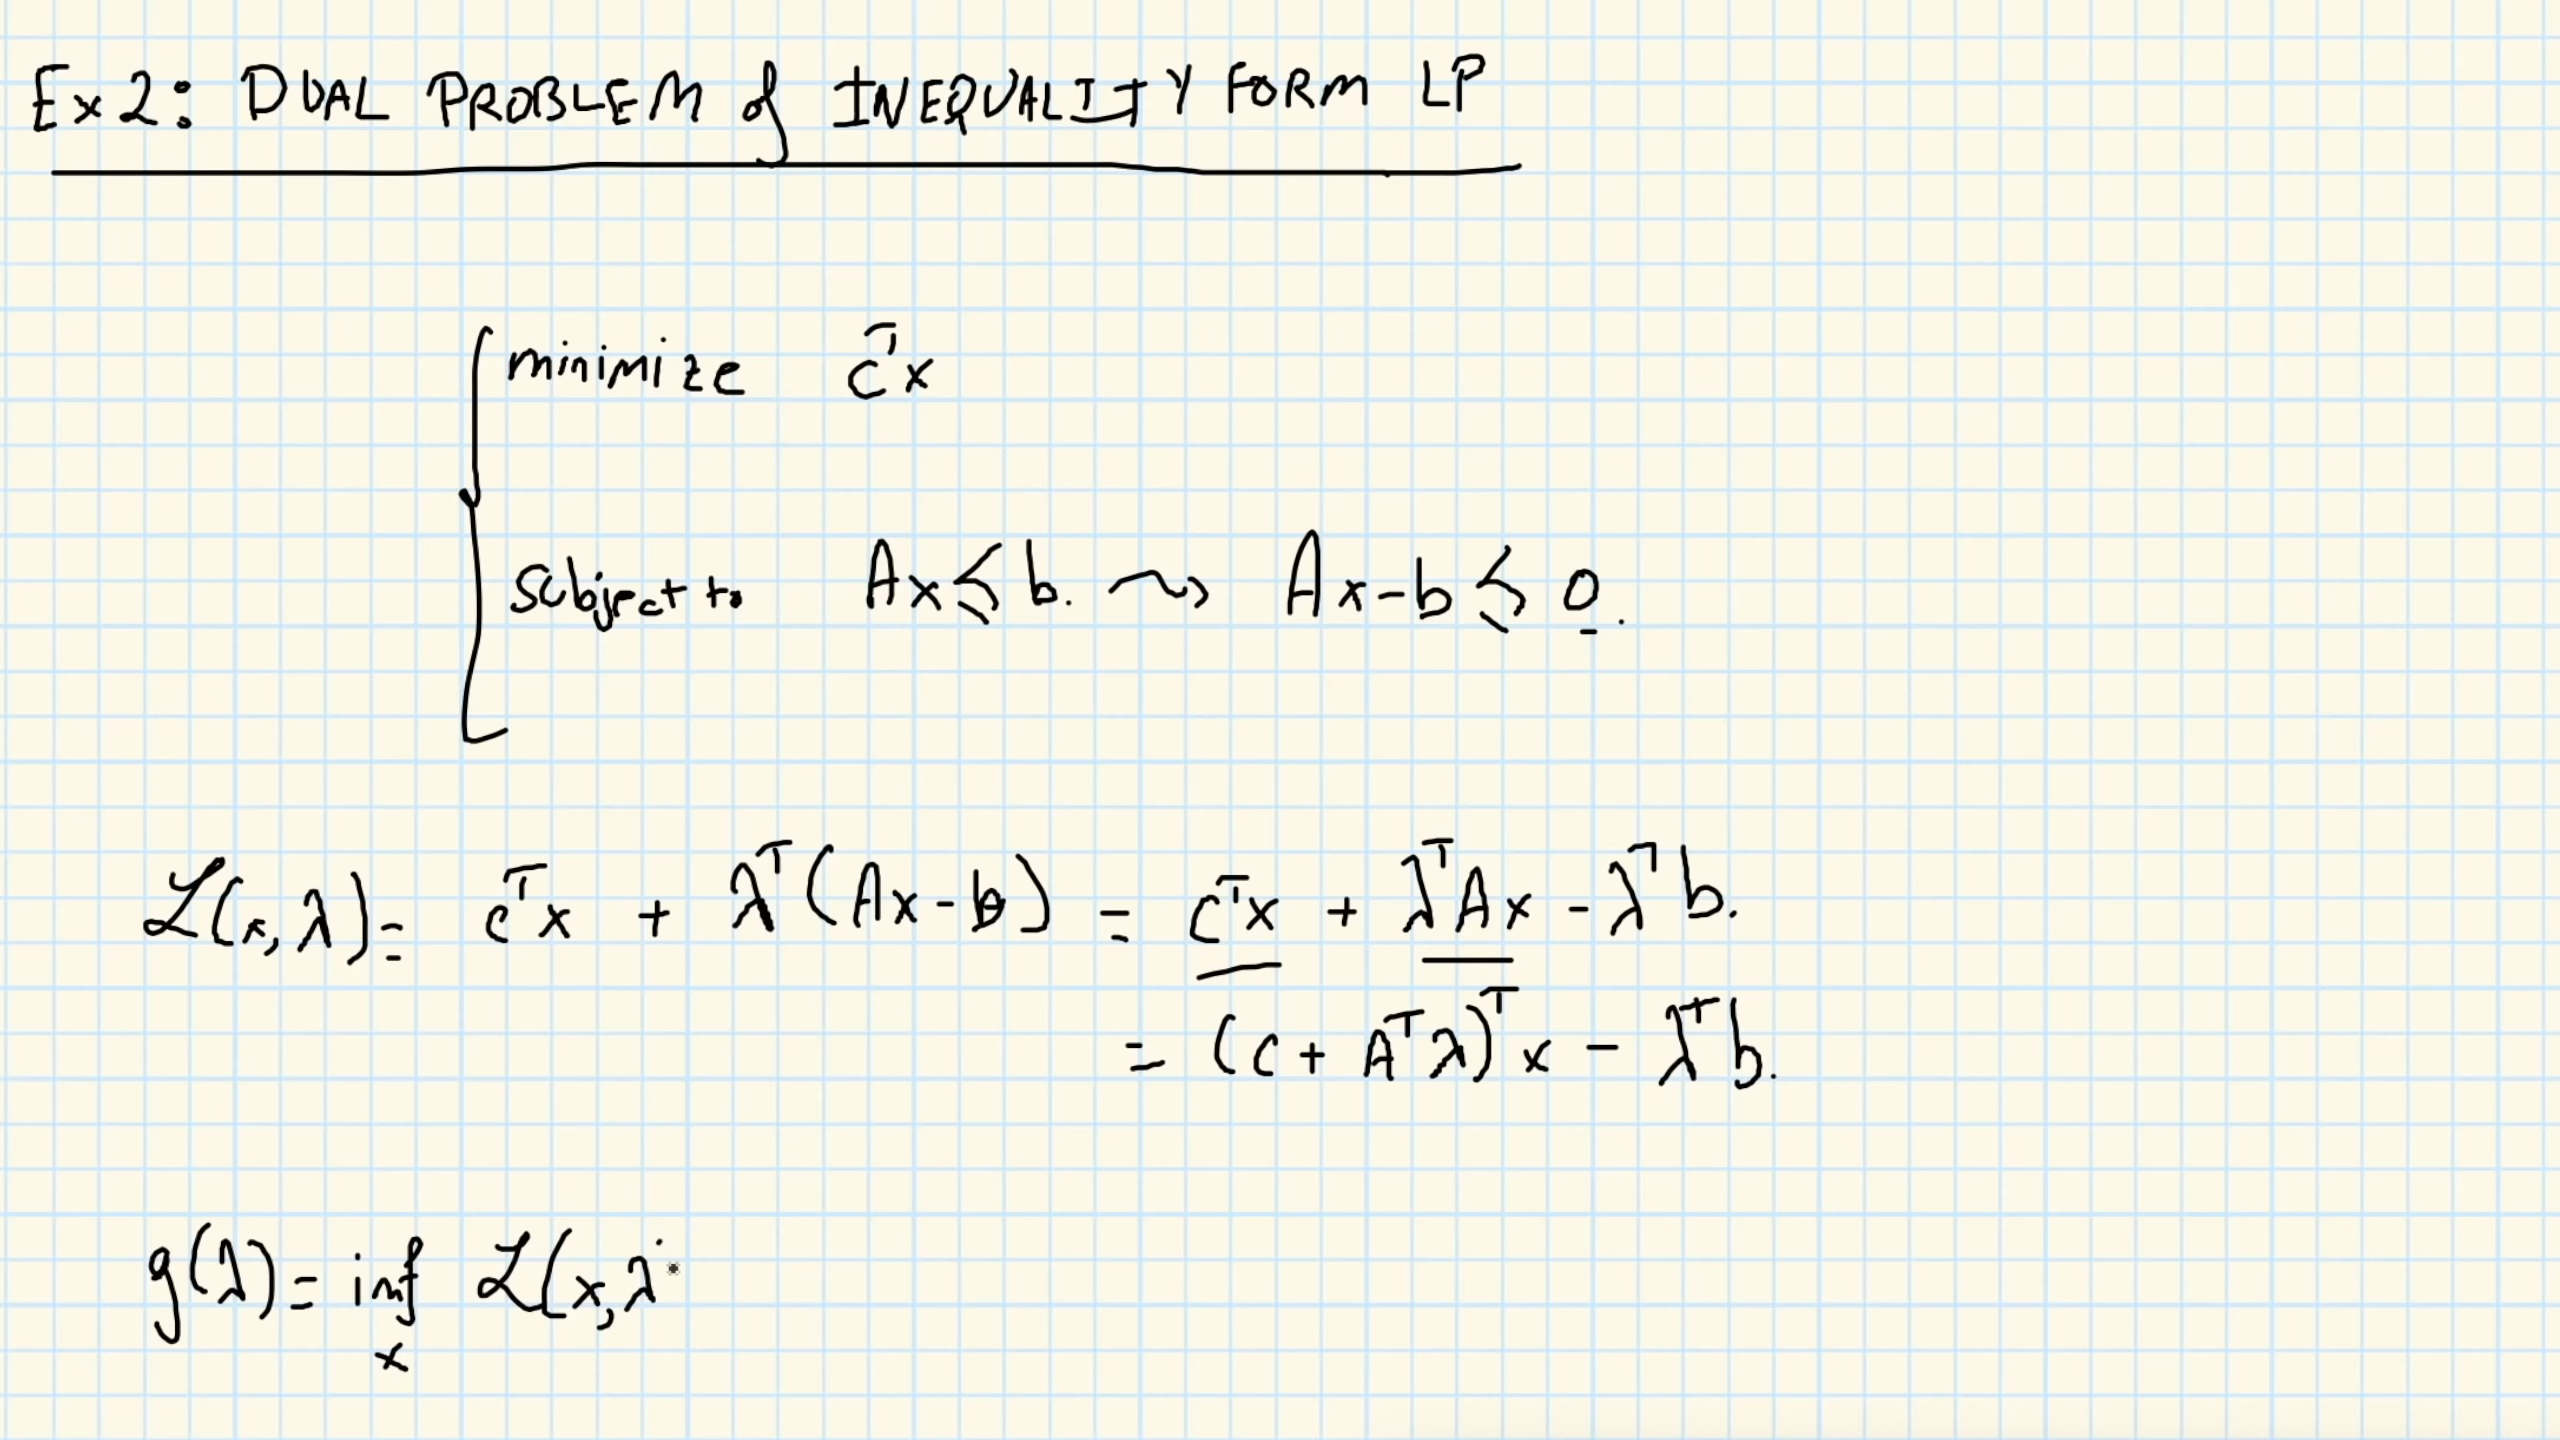 Ex 2: DUAL PROBLEM of INEQUALITY FORM LP
minimize cᵀx
subject to Ax ≤ b. ⇝ Ax - b ≤ 0.
ℒ(x, λ) = cᵀx + λᵀ(Ax - b) = cᵀx + λᵀAx - λᵀb.
= (c + Aᵀλ)ᵀx - λᵀb.
g(λ) = inf ℒ(x, λ
x